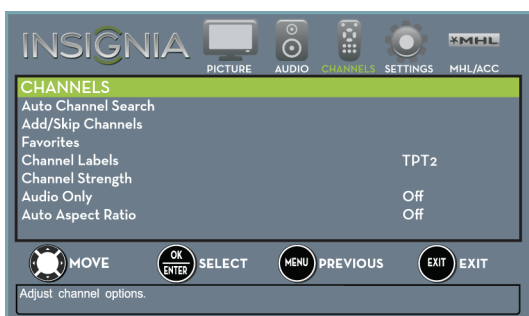 INSIGNIA
PICTURE AUDIO CHANNELS SETTINGS MHL MHL/ACC
CHANNELS
Auto Channel Search
Add/Skip Channels
Favorites
Channel Labels TPT2
Channel Strength
Audio Only Off
Auto Aspect Ratio Off
MOVE OK ENTER SELECT MENU PREVIOUS EXIT EXIT
Adjust channel options.